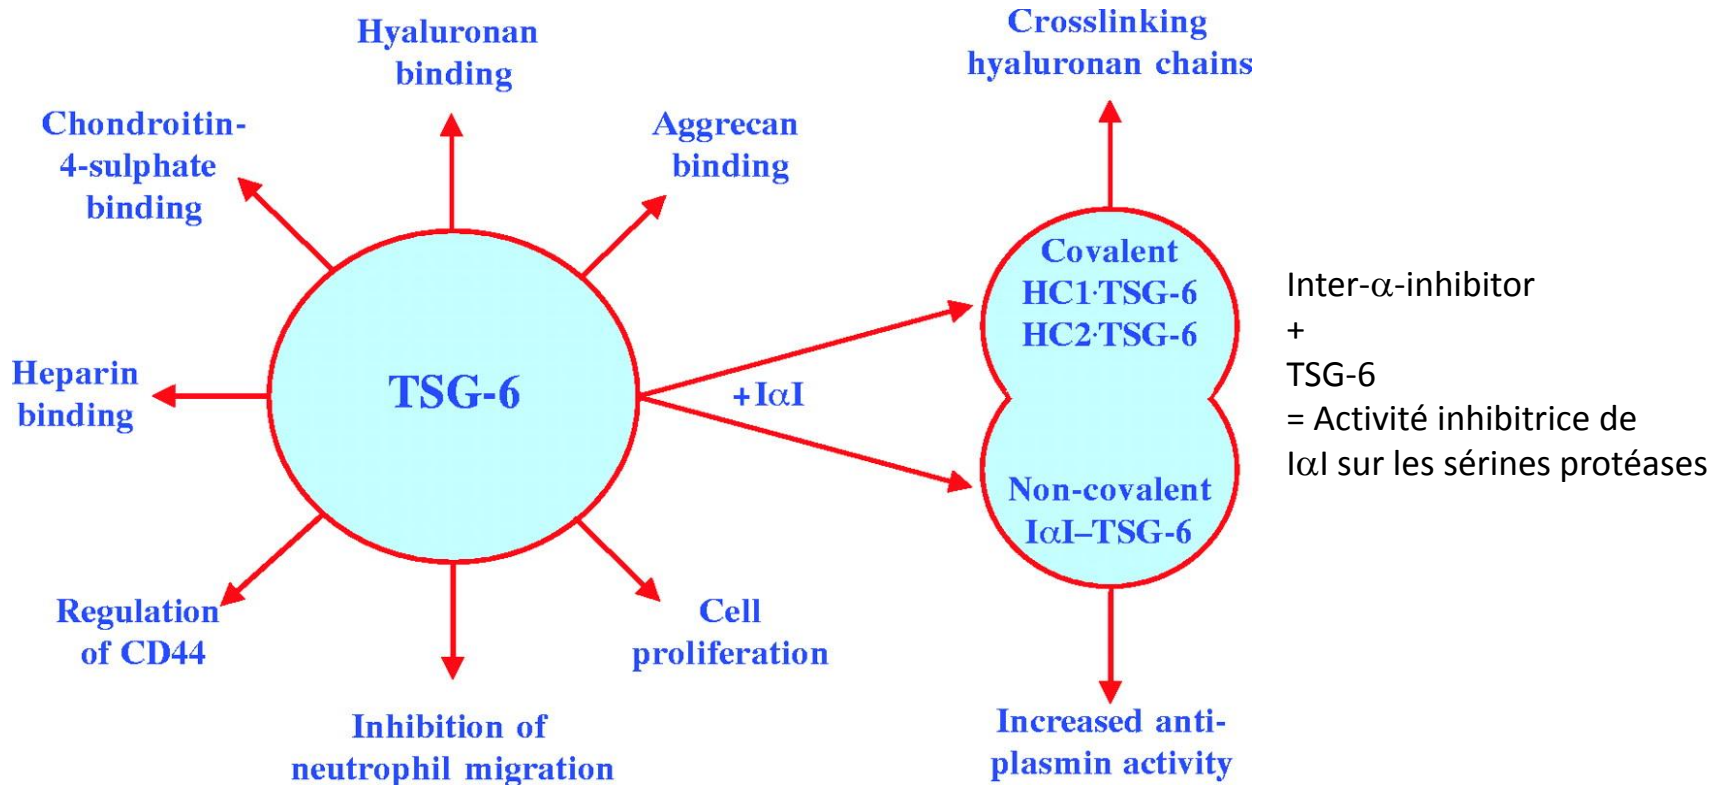 Hyaluronan
binding
Crosslinking
hyaluronan chains
Chondroitin-
4-sulphate
binding
Aggrecan
binding
Heparin
binding
TSG-6
+IαI
Covalent
HC1·TSG-6
HC2·TSG-6
Non-covalent
IαI–TSG-6
Inter-α-inhibitor
+
TSG-6
= Activité inhibitrice de
IαI sur les sérines protéases
Regulation
of CD44
Inhibition of
neutrophil migration
Cell
proliferation
Increased anti-
plasmin activity